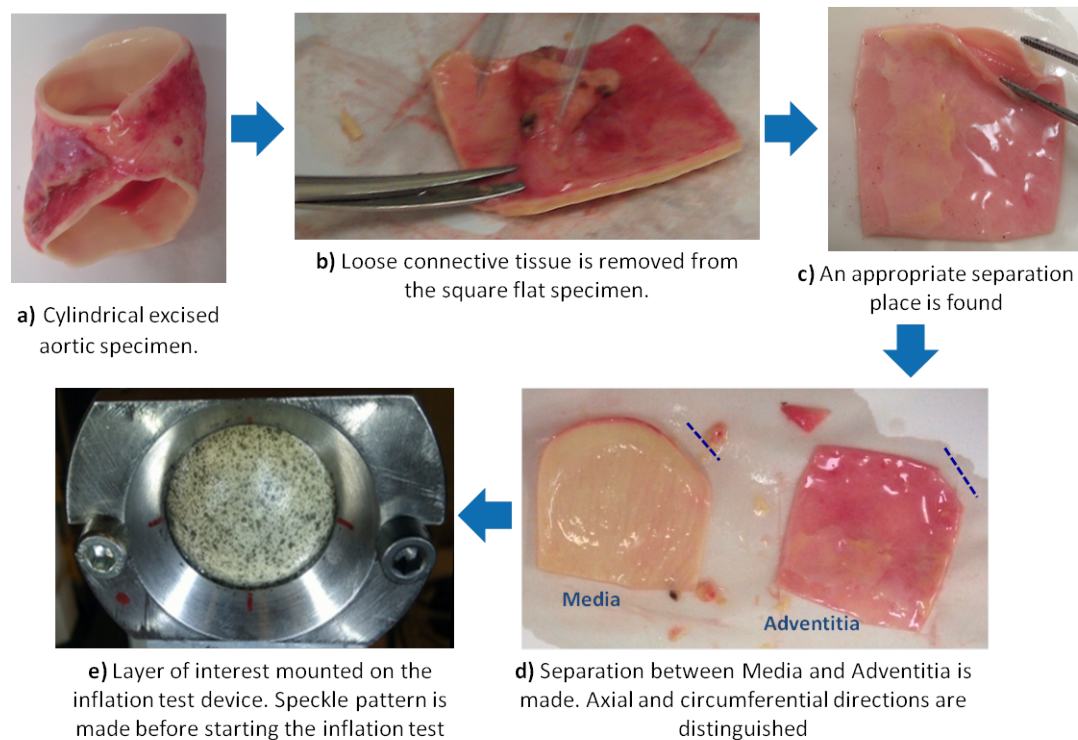 a) Cylindrical excised
aortic specimen.
b) Loose connective tissue is removed from
the square flat specimen.
c) An appropriate separation
place is found
Media
Adventitia
d) Separation between Media and Adventitia is
made. Axial and circumferential directions are
distinguished
e) Layer of interest mounted on the
inflation test device. Speckle pattern is
made before starting the inflation test